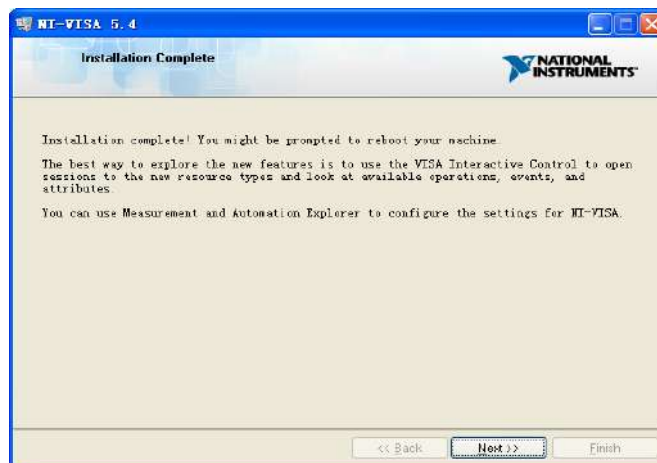 NI-VISA 5.4
Installation Complete
NATIONAL
INSTRUMENTS
Installation complete! You might be prompted to reboot your machine.
The best way to explore the new features is to use the VISA Interactive Control to open
sessions to the new resource types and look at available operations, events, and
attributes.
You can use Measurement and Automation Explorer to configure the settings for NI-VISA.
<< Back
Next >>
Finish